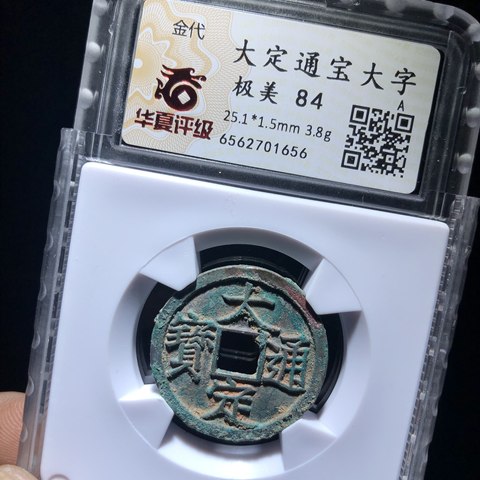 金代
华夏评级
大定通宝大字
极美 84
A
25.1*1.5mm 3.8g
6562701656
大定通寶